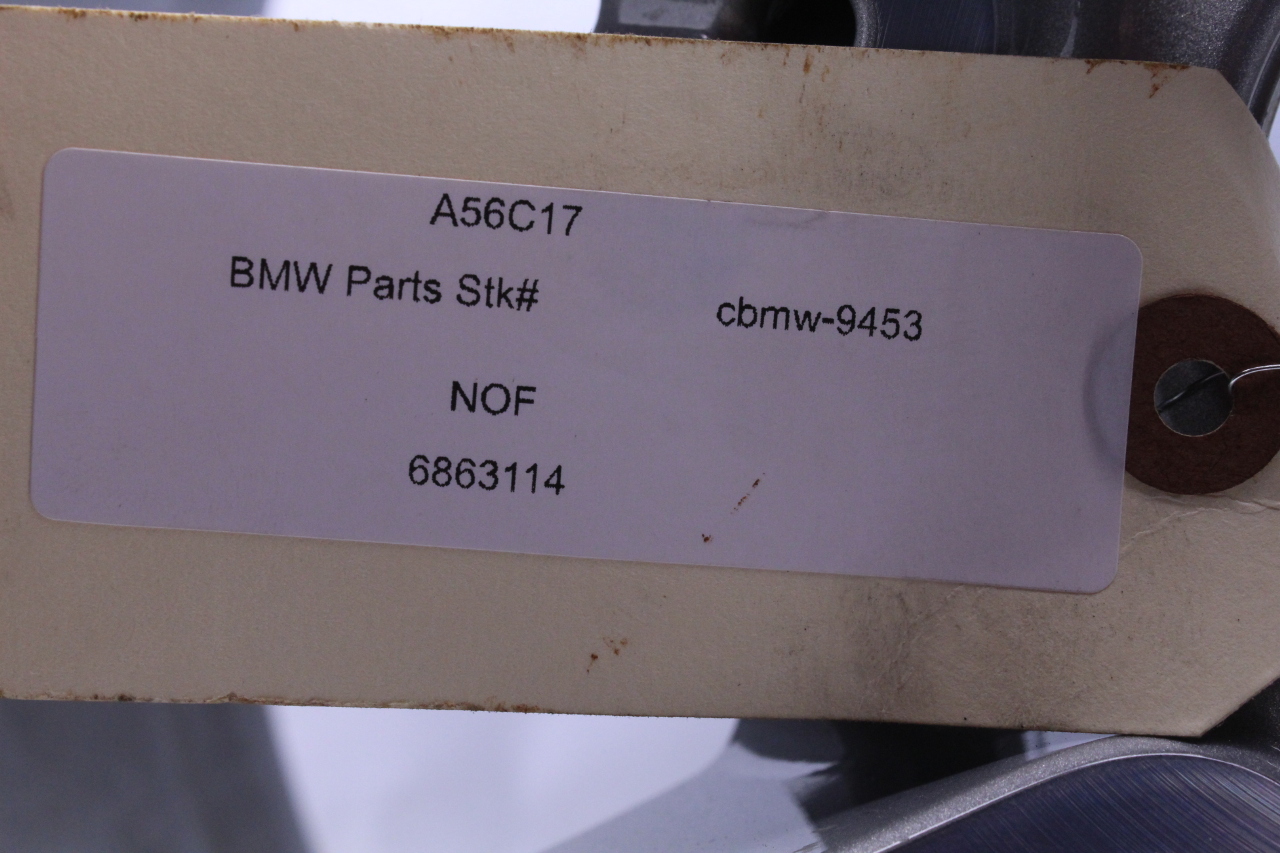 A56C17
BMW Parts Stk# cbmw-9453
NOF
6863114